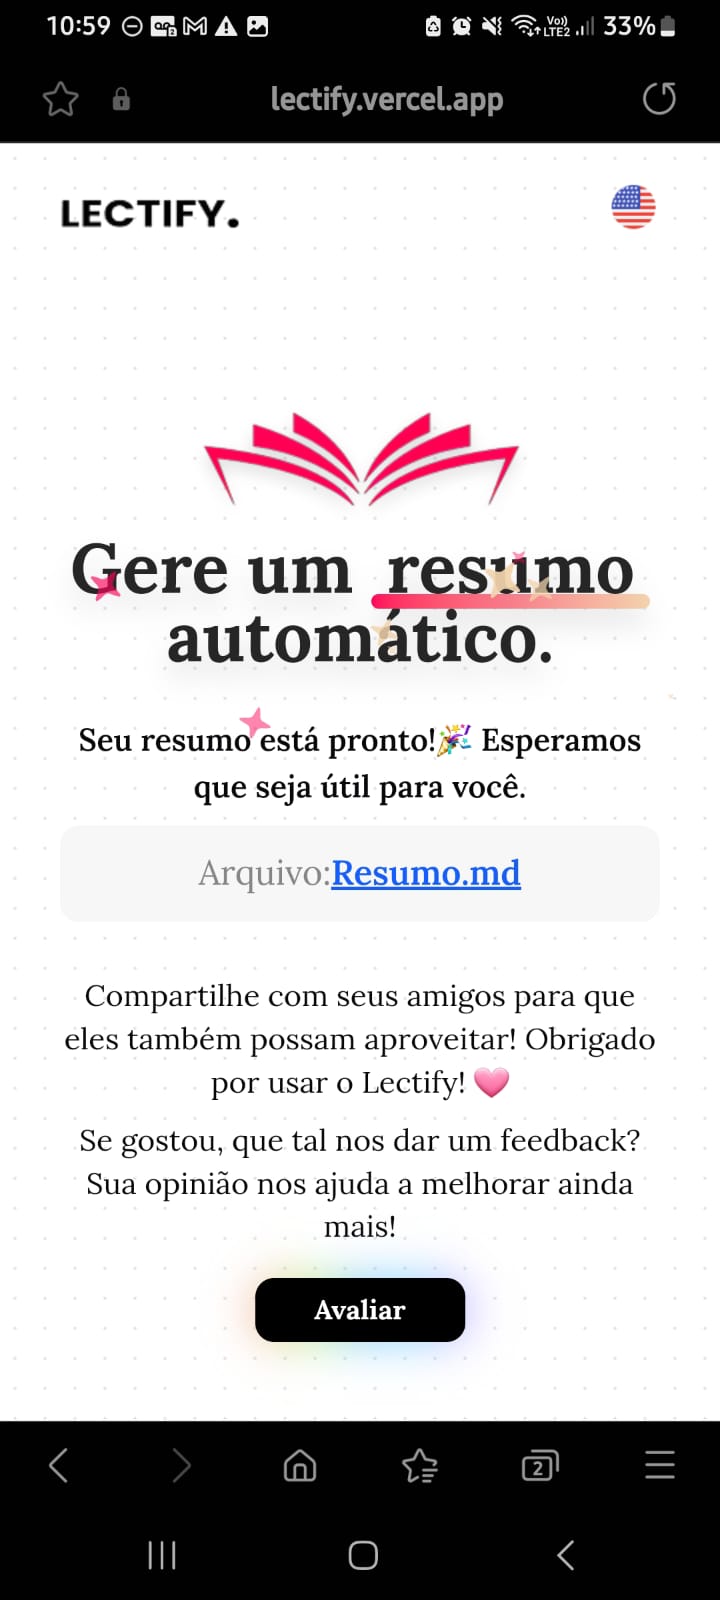 10:59
Vo))
LTE2
33%
lectify.vercel.app
LECTIFY.
Gere um resumo
automático.
Seu resumo está pronto!🎉 Esperamos
que seja útil para você.
Arquivo:Resumo.md
Compartilhe com seus amigos para que
eles também possam aproveitar! Obrigado
por usar o Lectify! 🩷
Se gostou, que tal nos dar um feedback?
Sua opinião nos ajuda a melhorar ainda
mais!
Avaliar
2